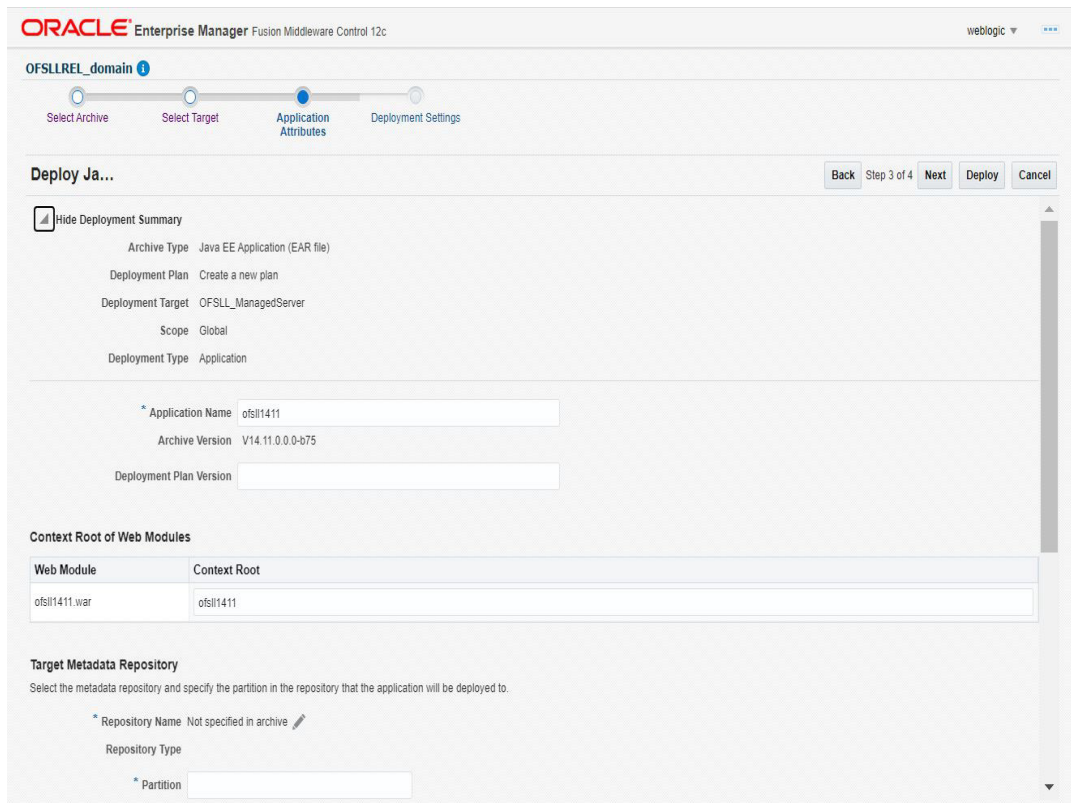 ORACLE® Enterprise Manager Fusion Middleware Control 12c weblogic
OFSLLREL_domain i
Select Archive Select Target Application Attributes Deployment Settings
Deploy Ja... Back Step 3 of 4 Next Deploy Cancel
Hide Deployment Summary
Archive Type Java EE Application (EAR file)
Deployment Plan Create a new plan
Deployment Target OFSLL_ManagedServer
Scope Global
Deployment Type Application
* Application Name ofsll1411
Archive Version V14.11.0.0.0-b75
Deployment Plan Version
Context Root of Web Modules
Web Module Context Root
ofsll1411.war ofsll1411
Target Metadata Repository
Select the metadata repository and specify the partition in the repository that the application will be deployed to.
* Repository Name Not specified in archive
Repository Type
* Partition